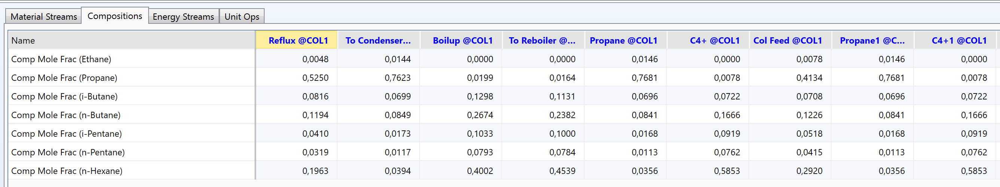 Material Streams Compositions Energy Streams Unit Ops
Name Reflux @COL1 To Condenser... Boilup @COL1 To Reboiler @... Propane @COL1 C4+ @COL1 Col Feed @COL1 Propane1 @C... C4+1 @COL1
Comp Mole Frac (Ethane) 0,0048 0,0144 0,0000 0,0000 0,0146 0,0000 0,0078 0,0146 0,0000
Comp Mole Frac (Propane) 0,5250 0,7623 0,0199 0,0164 0,7681 0,0078 0,4134 0,7681 0,0078
Comp Mole Frac (i-Butane) 0,0816 0,0699 0,1298 0,1131 0,0696 0,0722 0,0708 0,0696 0,0722
Comp Mole Frac (n-Butane) 0,1194 0,0849 0,2674 0,2382 0,0841 0,1666 0,1226 0,0841 0,1666
Comp Mole Frac (i-Pentane) 0,0410 0,0173 0,1033 0,1000 0,0168 0,0919 0,0518 0,0168 0,0919
Comp Mole Frac (n-Pentane) 0,0319 0,0117 0,0793 0,0784 0,0113 0,0762 0,0415 0,0113 0,0762
Comp Mole Frac (n-Hexane) 0,1963 0,0394 0,4002 0,4539 0,0356 0,5853 0,2920 0,0356 0,5853